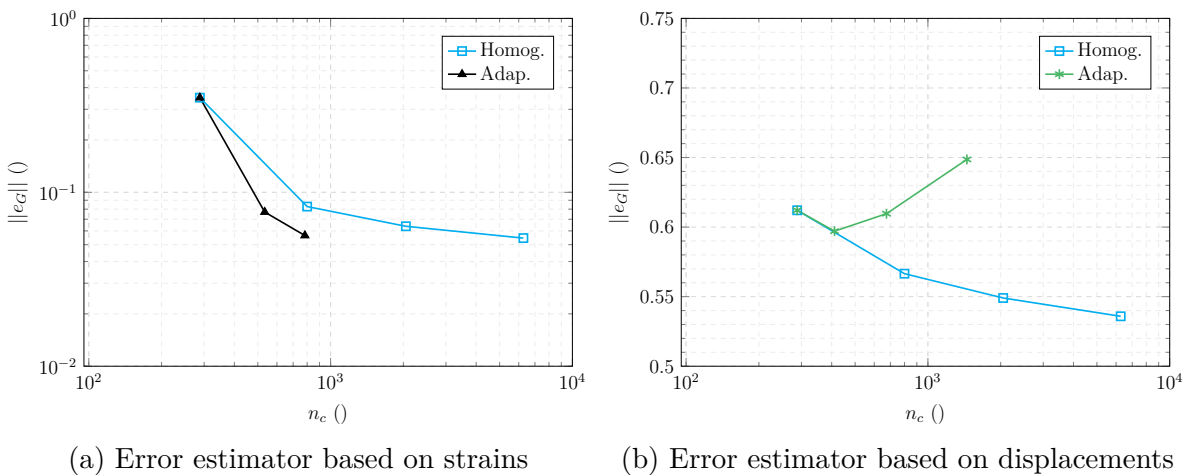 10^0
10^{-1}
10^{-2}
||e_G|| ()
10^2
10^3
10^4
n_c ()
Homog.
Adap.
(a) Error estimator based on strains
0.75
0.7
0.65
0.6
0.55
0.5
||e_G|| ()
10^2
10^3
10^4
n_c ()
Homog.
Adap.
(b) Error estimator based on displacements